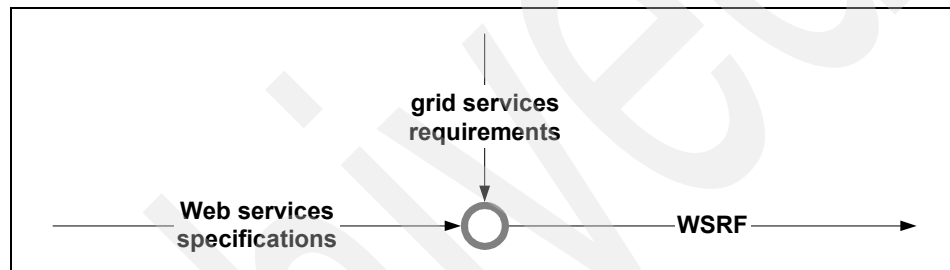 grid services
requirements
Web services
specifications
WSRF